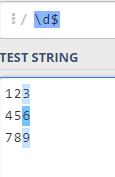 / \d$
TEST STRING
123
456
789